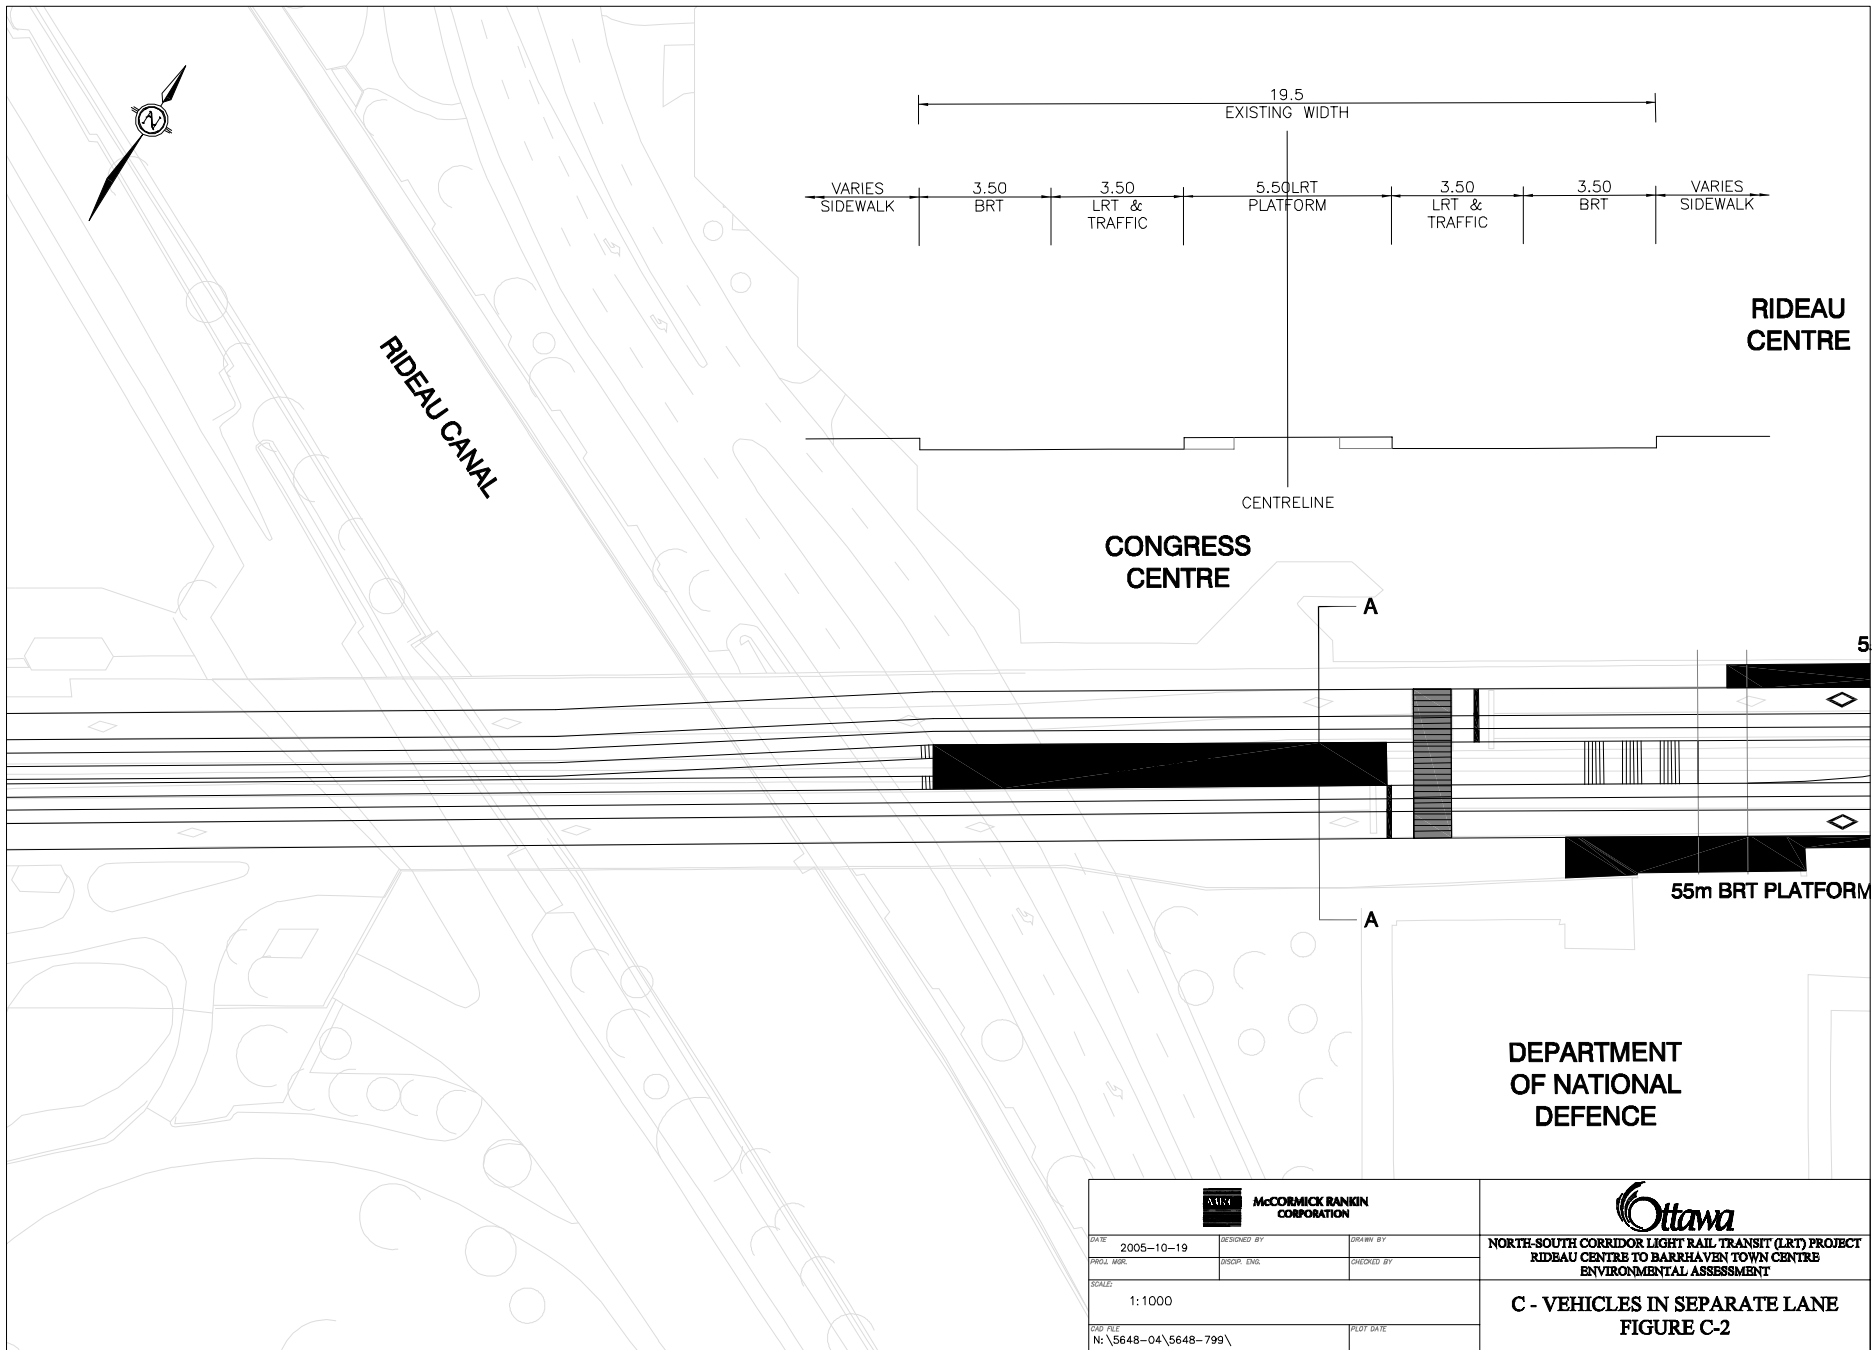 N
19.5
EXISTING WIDTH
VARIES
SIDEWALK
3.50
BRT
3.50
LRT &
TRAFFIC
5.50LRT
PLATFORM
3.50
LRT &
TRAFFIC
3.50
BRT
VARIES
SIDEWALK
RIDEAU
CENTRE
RIDEAU CANAL
CENTRELINE
CONGRESS
CENTRE
A
5
A
55m BRT PLATFORM
DEPARTMENT
OF NATIONAL
DEFENCE
McCORMICK RANKIN
CORPORATION
Ottawa
DATE 2005-10-19
DESIGNED BY
DRAWN BY
PROJ. MGR.
DISCIP. ENG.
CHECKED BY
NORTH-SOUTH CORRIDOR LIGHT RAIL TRANSIT (LRT) PROJECT
RIDEAU CENTRE TO BARRHAVEN TOWN CENTRE
ENVIRONMENTAL ASSESSMENT
SCALE:
1:1000
C - VEHICLES IN SEPARATE LANE
FIGURE C-2
CAD FILE
N:\5648-04\5648-799\
PLOT DATE